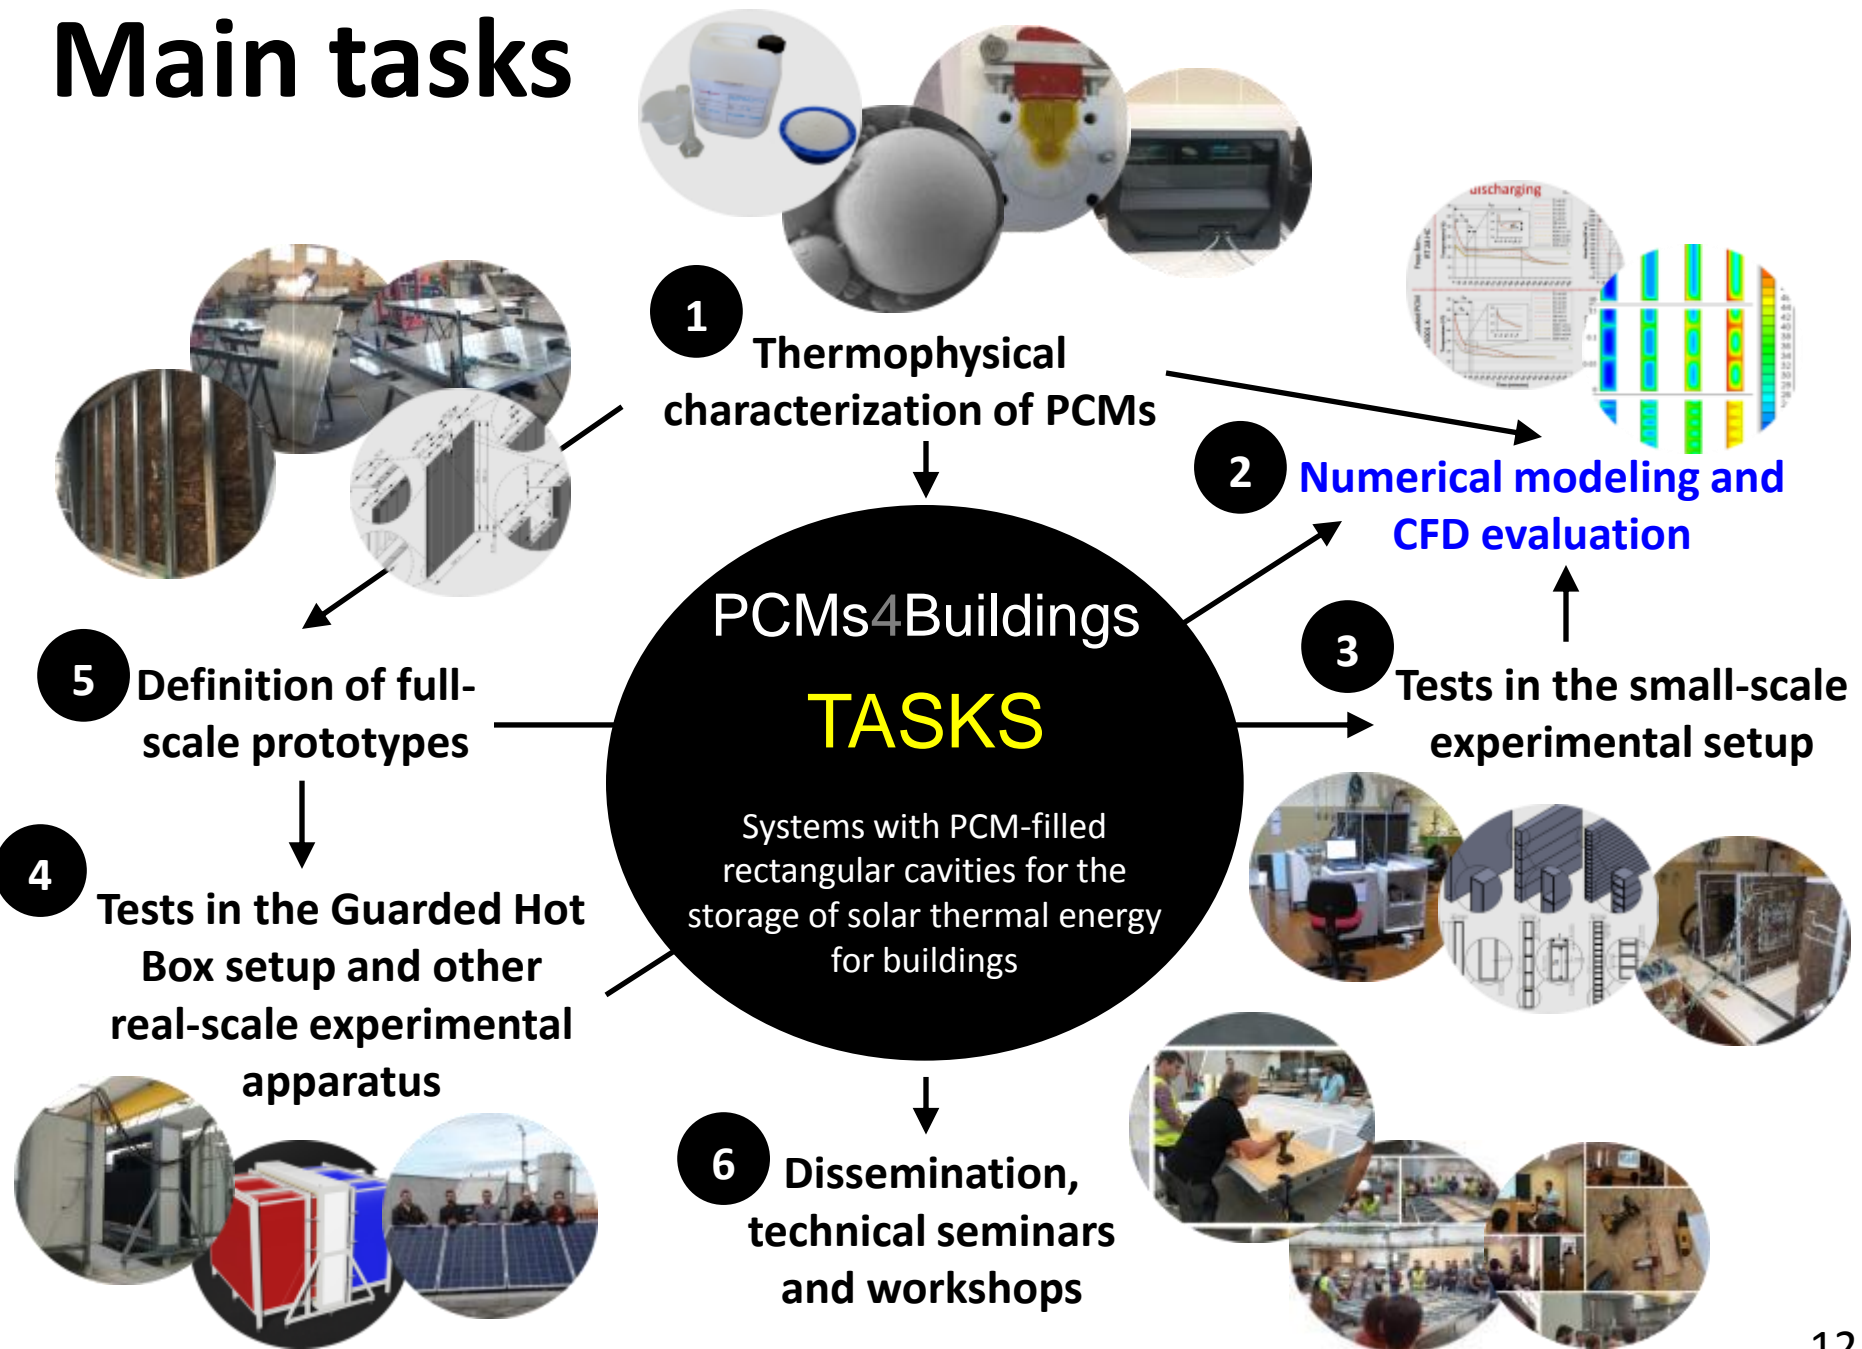 Main tasks
discharging
1
Thermophysical
characterization of PCMs
2
Numerical modeling and
CFD evaluation
3
Tests in the small-scale
experimental setup
PCMs4Buildings
TASKS
Systems with PCM-filled
rectangular cavities for the
storage of solar thermal energy
for buildings
5
Definition of full-
scale prototypes
4
Tests in the Guarded Hot
Box setup and other
real-scale experimental
apparatus
6
Dissemination,
technical seminars
and workshops
12